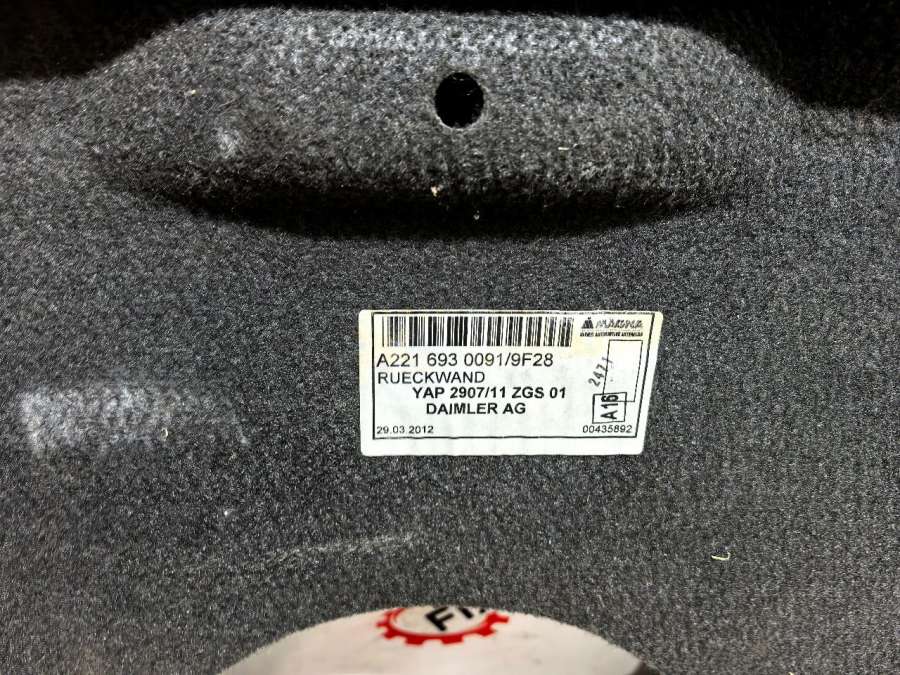 MAGNA
A221 693 0091/9F28
RUECKWAND
YAP 2907/11 ZGS 01
DAIMLER AG
2471
A16
29.03.2012
00435892